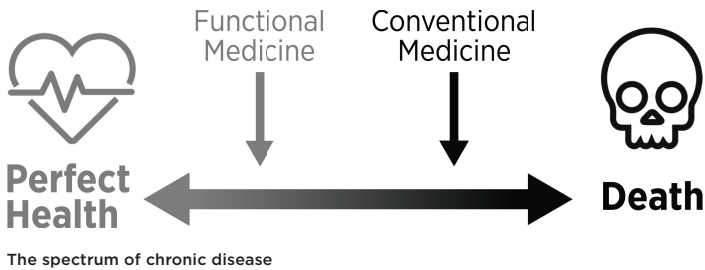 Functional
Medicine
Conventional
Medicine
Perfect
Health
Death
The spectrum of chronic disease